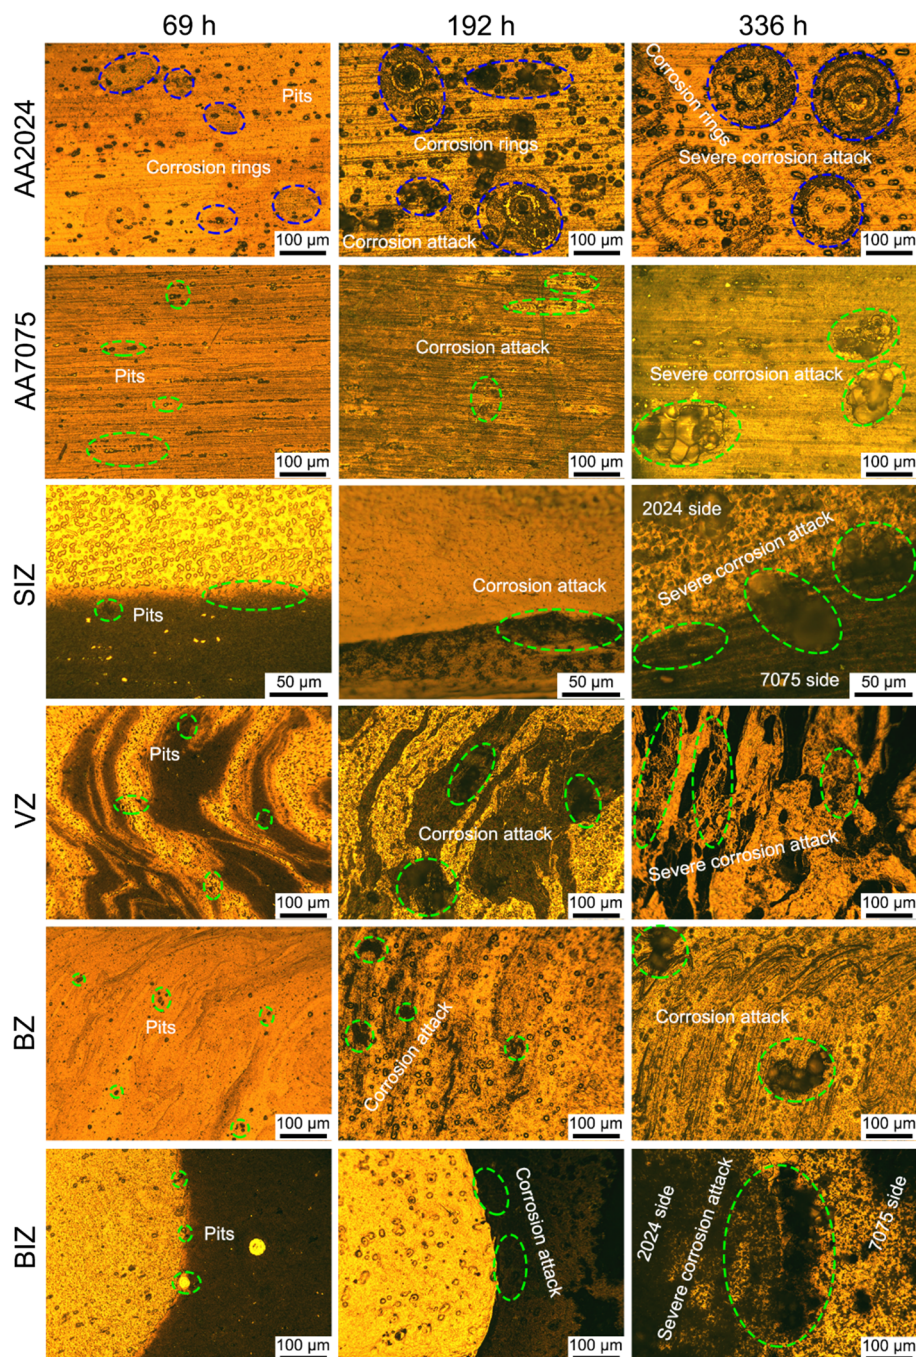 69 h
192 h
336 h
AA2024
Pits
Corrosion rings
100 µm
Corrosion rings
Corrosion attack
100 µm
Corrosion rings
Severe corrosion attack
100 µm
AA7075
Pits
100 µm
Corrosion attack
100 µm
Severe corrosion attack
100 µm
SIZ
Pits
50 µm
Corrosion attack
50 µm
2024 side
Severe corrosion attack
7075 side
50 µm
VZ
Pits
100 µm
Corrosion attack
100 µm
Severe corrosion attack
100 µm
BZ
Pits
100 µm
Corrosion attack
100 µm
Corrosion attack
100 µm
BIZ
Pits
100 µm
Corrosion attack
100 µm
2024 side
Severe corrosion attack
7075 side
100 µm